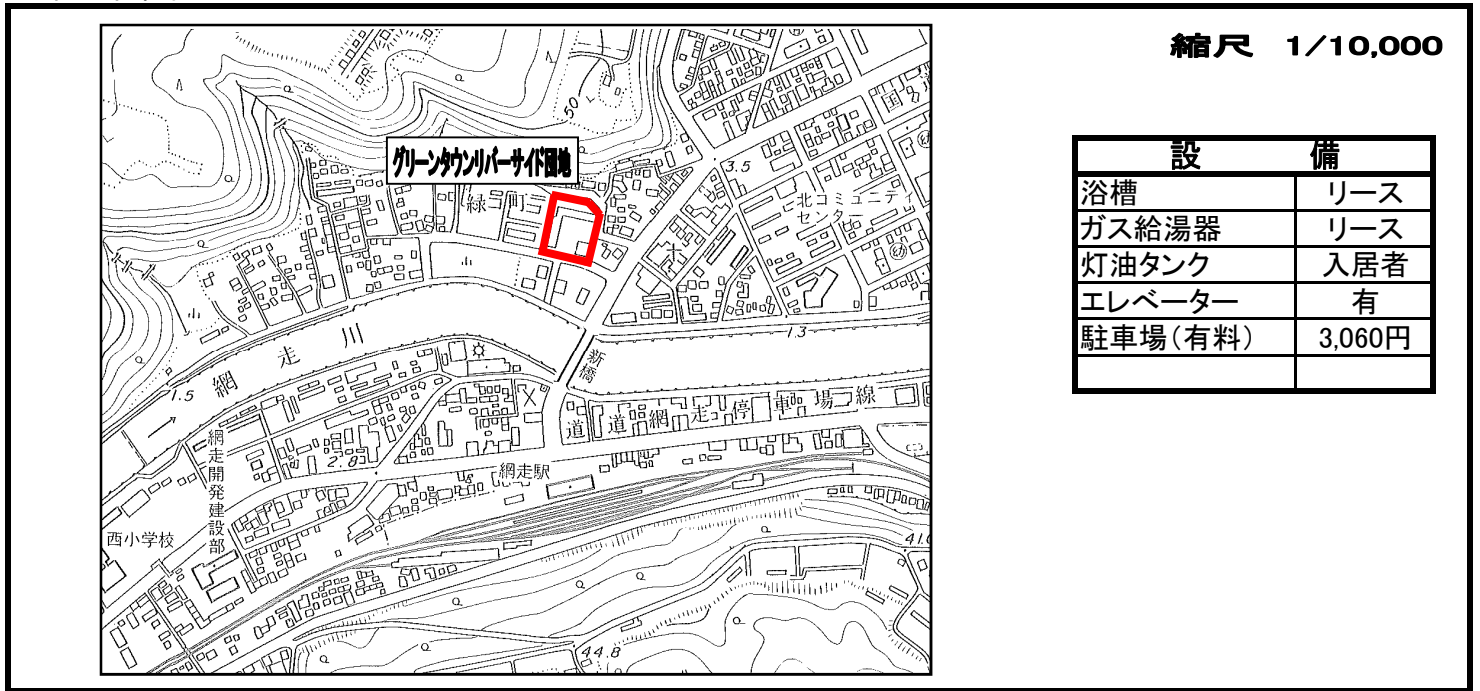 縮尺 1/10,000
グリーンタウンリバーサイド団地
50
3.5
国道
緑町
北コミュニティ
センター
網走川
新橋
1.3
1.5
道道網走停車場線
2.8
網走駅
網走開発建設部
西小学校
44.8
設備
浴槽 リース
ガス給湯器 リース
灯油タンク 入居者
エレベーター 有
駐車場(有料) 3,060円